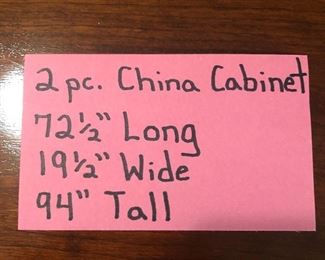 2 pc. China Cabinet
72½" Long
19½" Wide
94" Tall